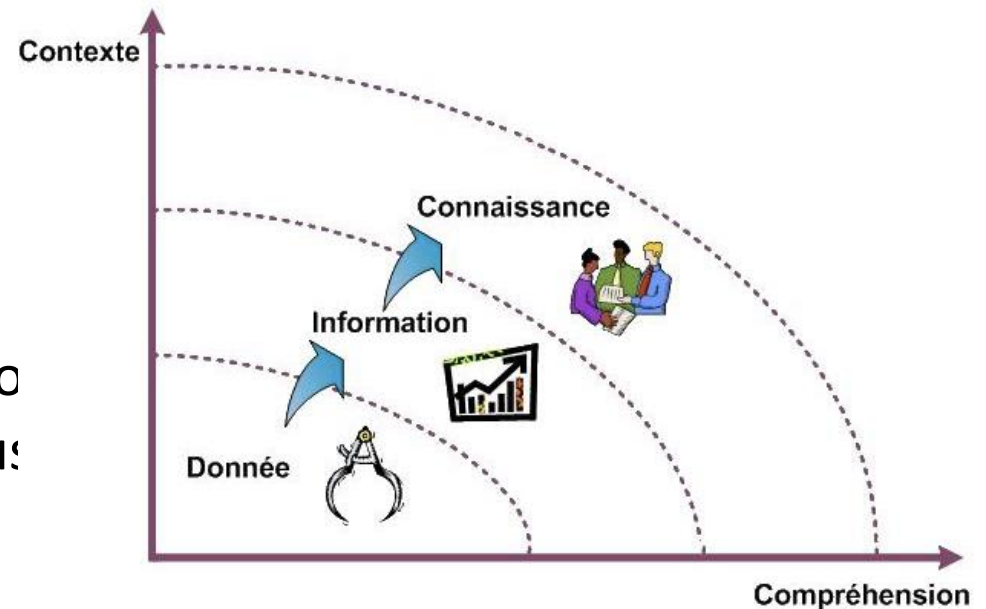 Contexte
Connaissance
Information
Donnée
Compréhension